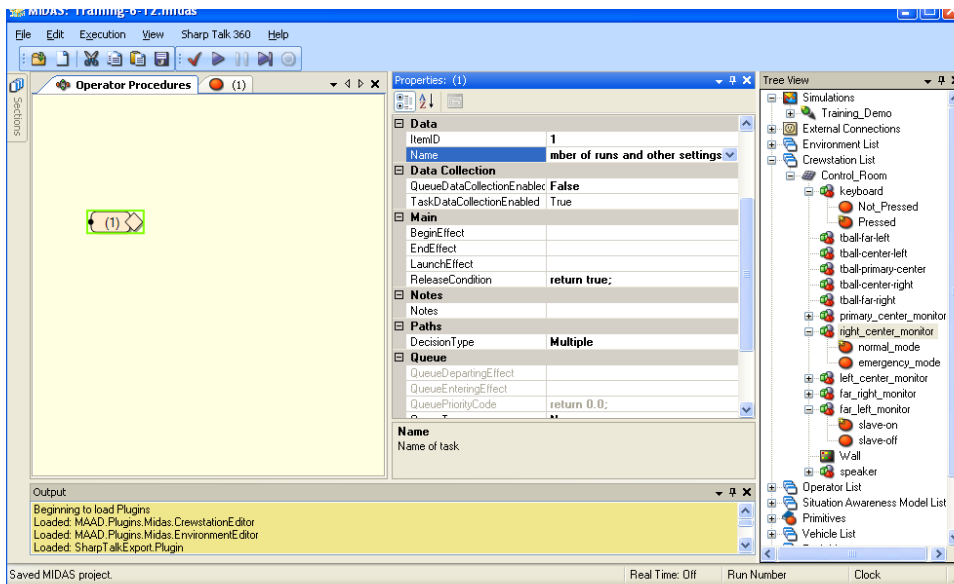 MIDAS: Training-6-12.midas
File Edit Execution View Sharp Talk 360 Help
Sections
Operator Procedures (1)
(1)
Properties: (1)
Data
ItemID 1
Name mber of runs and other settings
Data Collection
QueueDataCollectionEnablec False
TaskDataCollectionEnabled True
Main
BeginEffect
EndEffect
LaunchEffect
ReleaseCondition return true;
Notes
Notes
Paths
DecisionType Multiple
Queue
QueueDepartingEffect
QueueEnteringEffect
QueuePriorityCode return 0.0;
Name
Name of task
Tree View
Simulations
Training_Demo
External Connections
Environment List
Crewstation List
Control_Room
keyboard
Not_Pressed
Pressed
tball-far-left
tball-center-left
tball-primary-center
tball-center-right
tball-far-right
primary_center_monitor
right_center_monitor
normal_mode
emergency_mode
left_center_monitor
far_right_monitor
far_left_monitor
slave-on
slave-off
Wall
speaker
Operator List
Situation Awareness Model List
Primitives
Vehicle List
Output
Beginning to load Plugins
Loaded: MAAD.Plugins.Midas.CrewstationEditor
Loaded: MAAD.Plugins.Midas.EnvironmentEditor
Loaded: SharpTalkExport.Plugin
Saved MIDAS project. Real Time: Off Run Number Clock